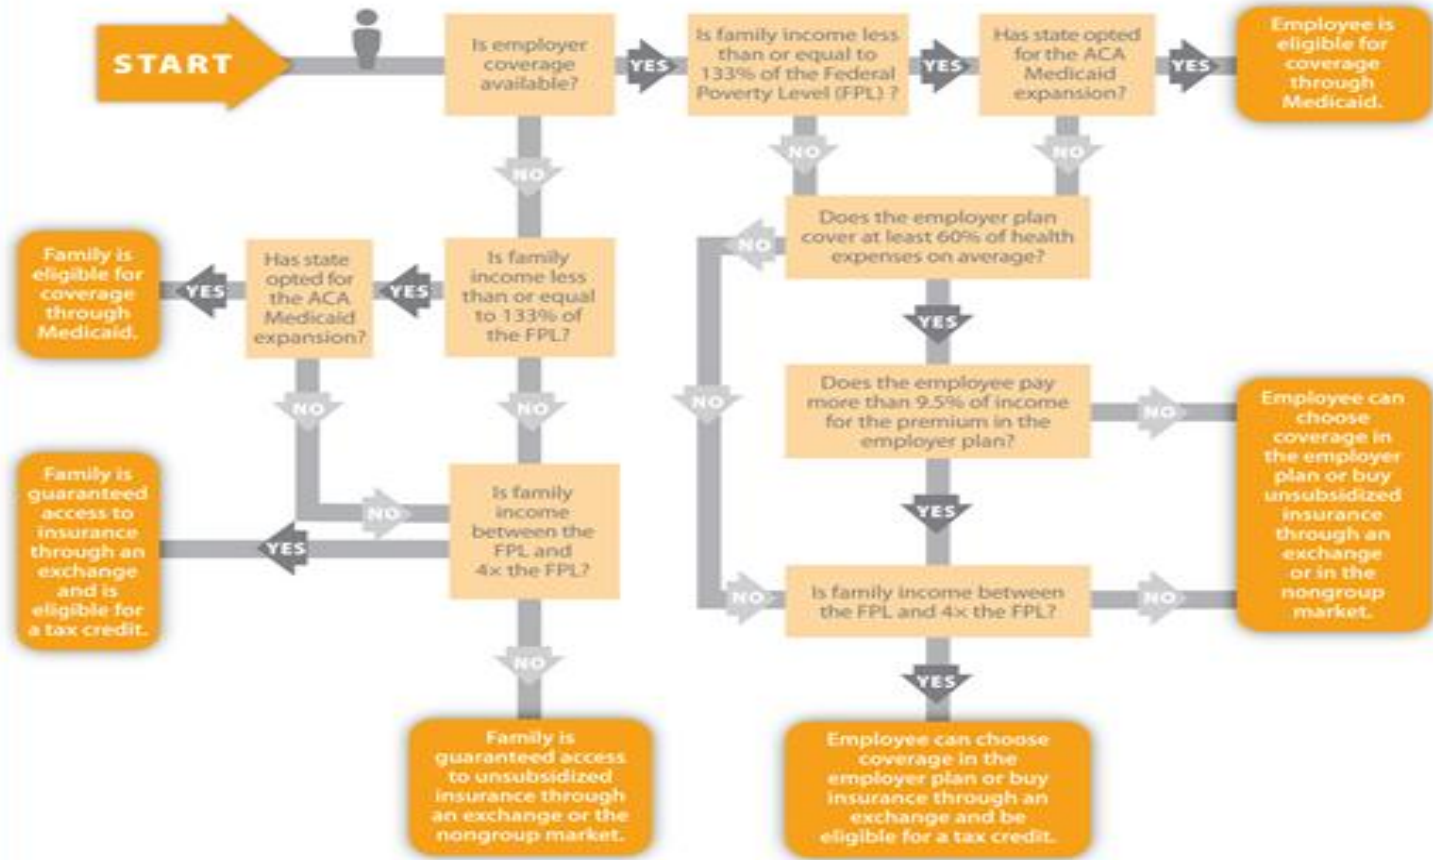 START
Is employer
coverage
available?
YES
Is family income less
than or equal to
133% of the Federal
Poverty Level (FPL) ?
YES
Has state opted
for the ACA
Medicaid
expansion?
YES
Employee is
eligible for
coverage
through
Medicaid.
NO
NO
NO
Does the employer plan
cover at least 60% of health
expenses on average?
NO
YES
Family is
eligible for
coverage
through
Medicaid.
YES
Has state
opted for
the ACA
Medicaid
expansion?
YES
Is family
income less
than or equal
to 133% of
the FPL?
NO
NO
NO
Does the employee pay
more than 9.5% of income
for the premium in the
employer plan?
NO
YES
Employee can
choose
coverage in
the employer
plan or buy
unsubsidized
insurance
through an
exchange
or in the
nongroup
market.
Family is
guaranteed
access to
insurance
through an
exchange
and is
eligible for
a tax credit.
NO
YES
Is family
income
between the
FPL and
4× the FPL?
NO
NO
Is family income between
the FPL and 4× the FPL?
NO
YES
Family is
guaranteed access
to unsubsidized
insurance through
an exchange or the
nongroup market.
Employee can choose
coverage in the
employer plan or buy
insurance through an
exchange and be
eligible for a tax credit.